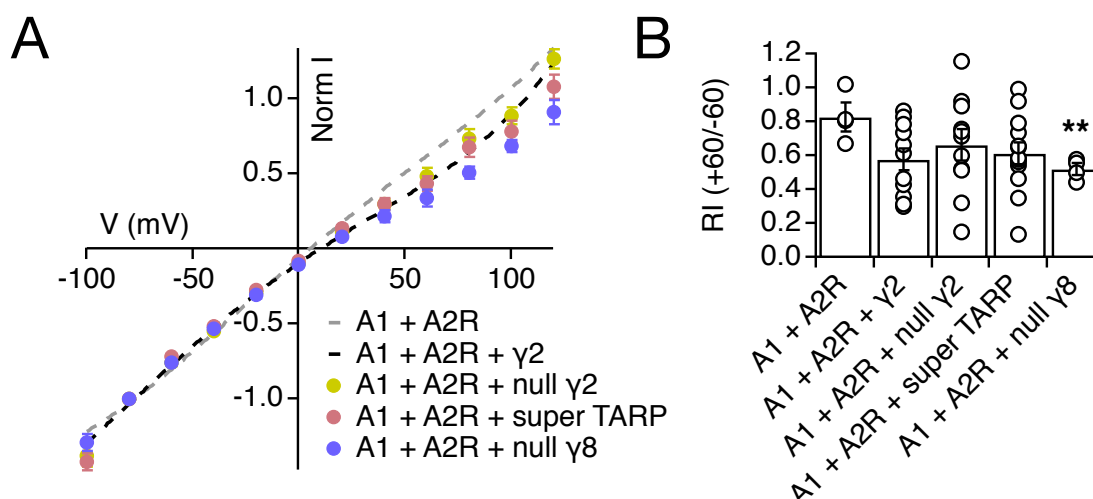 A
Norm I
1.0
0.5
V (mV)
-100
-50
50
100
-0.5
-1.0
A1 + A2R
A1 + A2R + γ2
A1 + A2R + null γ2
A1 + A2R + super TARP
A1 + A2R + null γ8
B
RI (+60/-60)
1.2
1.0
0.8
0.6
0.4
0.2
0.0
**
A1 + A2R
A1 + A2R + γ2
A1 + A2R + null γ2
A1 + A2R + super TARP
A1 + A2R + null γ8